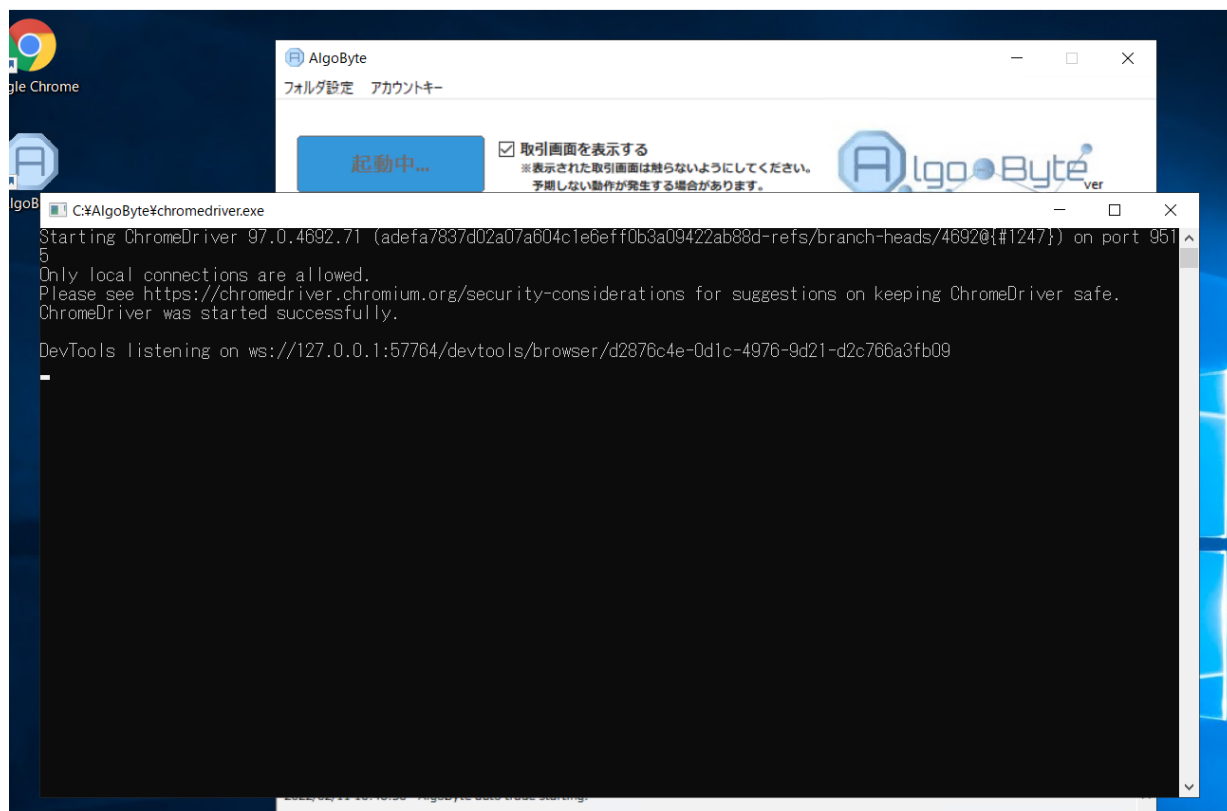 gle Chrome
AlgoByte
フォルダ設定 アカウントキー
起動中...
取引画面を表示する
※表示された取引画面は触らないようにしてください。
予期しない動作が発生する場合があります。
AlgoByte
ver
lgoB
C:¥AlgoByte¥chromedriver.exe
Starting ChromeDriver 97.0.4692.71 (adefa7837d02a07a604c1e6eff0b3a09422ab88d-refs/branch-heads/4692@{#1247}) on port 951
5
Only local connections are allowed.
Please see https://chromedriver.chromium.org/security-considerations for suggestions on keeping ChromeDriver safe.
ChromeDriver was started successfully.
DevTools listening on ws://127.0.0.1:57764/devtools/browser/d2876c4e-0d1c-4976-9d21-d2c766a3fb09